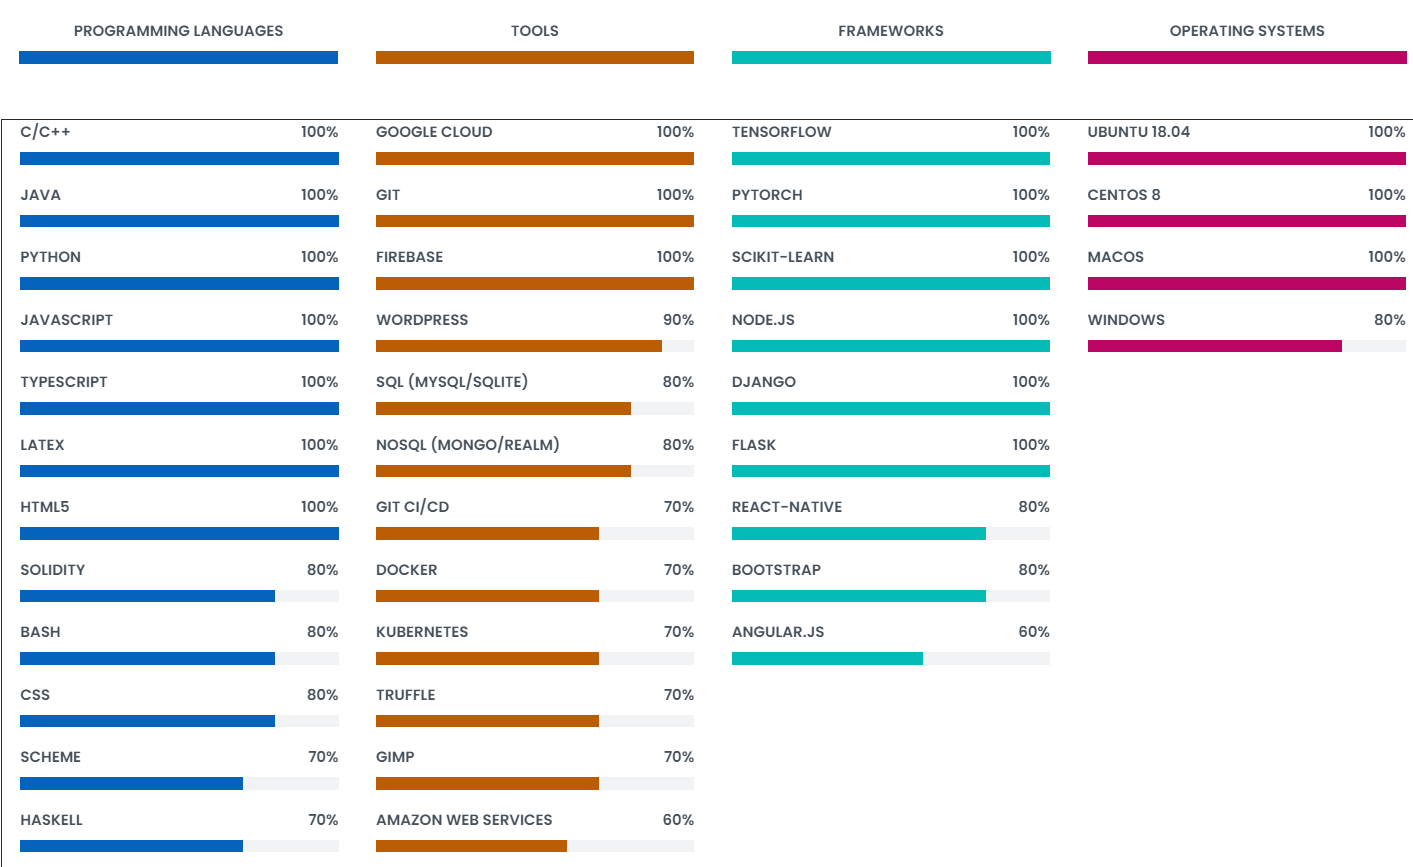 PROGRAMMING LANGUAGES
C/C++ 100%
JAVA 100%
PYTHON 100%
JAVASCRIPT 100%
TYPESCRIPT 100%
LATEX 100%
HTML5 100%
SOLIDITY 80%
BASH 80%
CSS 80%
SCHEME 70%
HASKELL 70%
TOOLS
GOOGLE CLOUD 100%
GIT 100%
FIREBASE 100%
WORDPRESS 90%
SQL (MYSQL/SQLITE) 80%
NOSQL (MONGO/REALM) 80%
GIT CI/CD 70%
DOCKER 70%
KUBERNETES 70%
TRUFFLE 70%
GIMP 70%
AMAZON WEB SERVICES 60%
FRAMEWORKS
TENSORFLOW 100%
PYTORCH 100%
SCIKIT-LEARN 100%
NODE.JS 100%
DJANGO 100%
FLASK 100%
REACT-NATIVE 80%
BOOTSTRAP 80%
ANGULAR.JS 60%
OPERATING SYSTEMS
UBUNTU 18.04 100%
CENTOS 8 100%
MACOS 100%
WINDOWS 80%